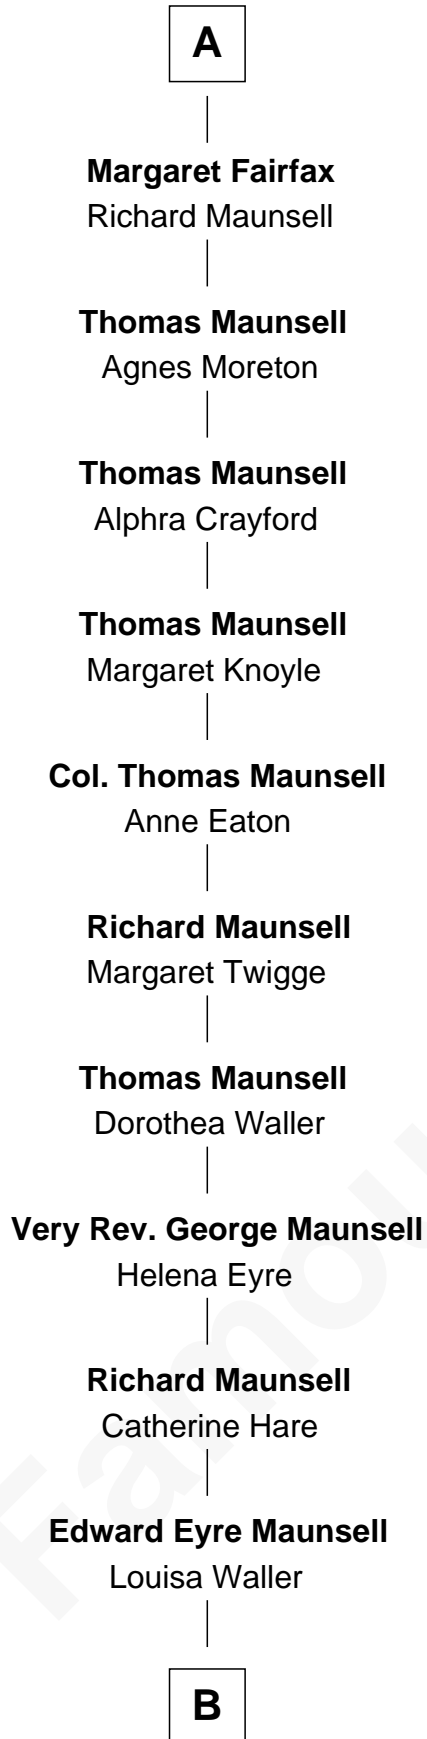 A
Margaret Fairfax
Richard Maunsell
Thomas Maunsell
Agnes Moreton
Thomas Maunsell
Alphra Crayford
Thomas Maunsell
Margaret Knoyle
Col. Thomas Maunsell
Anne Eaton
Richard Maunsell
Margaret Twigge
Thomas Maunsell
Dorothea Waller
Very Rev. George Maunsell
Helena Eyre
Richard Maunsell
Catherine Hare
Edward Eyre Maunsell
Louisa Waller
B
Famou